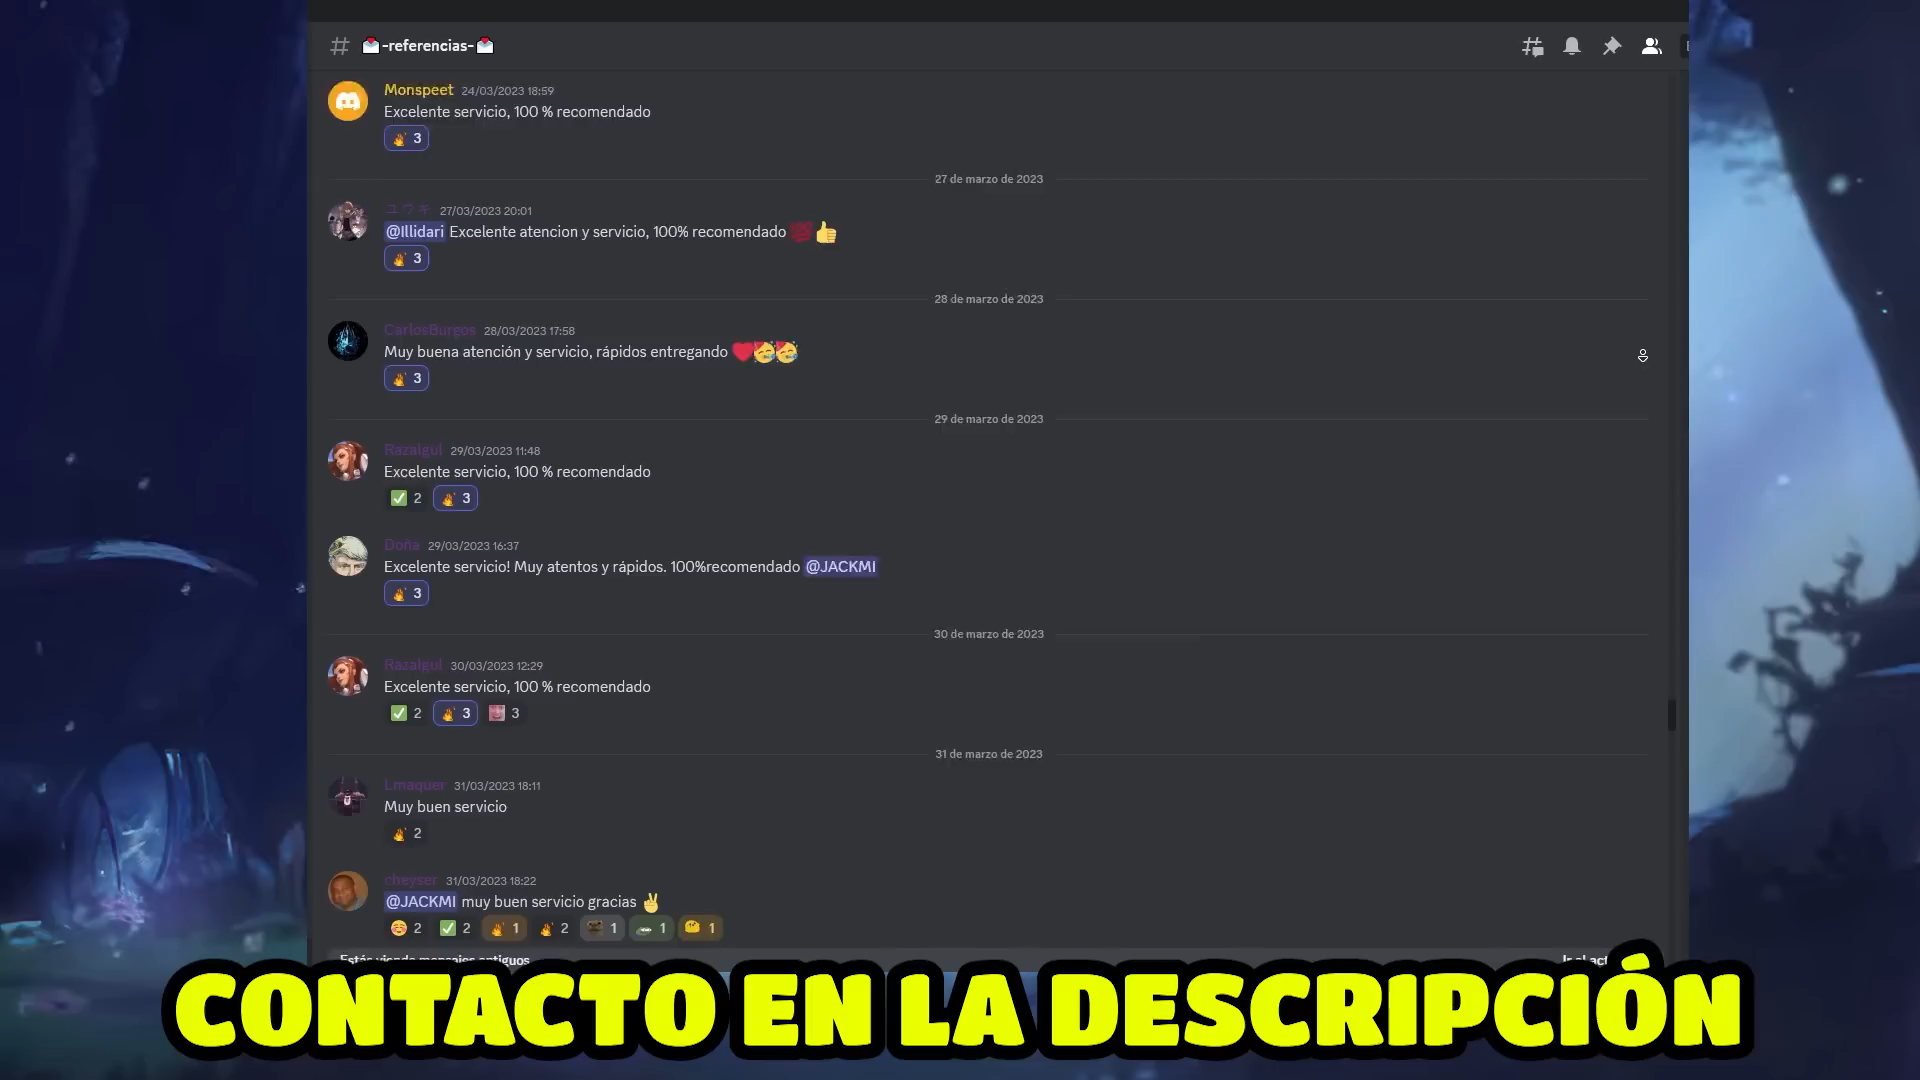 -referencias-
Monspeet 24/03/2023 18:59
Excelente servicio, 100 % recomendado
3
27 de marzo de 2023
ユウキ 27/03/2023 20:01
@Illidari Excelente atencion y servicio, 100% recomendado 💯👍
3
28 de marzo de 2023
CarlosBurgos 28/03/2023 17:58
Muy buena atención y servicio, rápidos entregando ❤️🥳🥳
3
29 de marzo de 2023
Razalgul 29/03/2023 11:48
Excelente servicio, 100 % recomendado
2 3
Doña 29/03/2023 16:37
Excelente servicio! Muy atentos y rápidos. 100%recomendado @JACKMI
3
30 de marzo de 2023
Razalgul 30/03/2023 12:29
Excelente servicio, 100 % recomendado
2 3 3
31 de marzo de 2023
Lmaquer 31/03/2023 18:11
Muy buen servicio
2
cheyser 31/03/2023 18:22
@JACKMI muy buen servicio gracias ✌️
2 2 1 2 1 1 1
Estás viendo mensajes antiguos
CONTACTO EN LA DESCRIPCIÓN